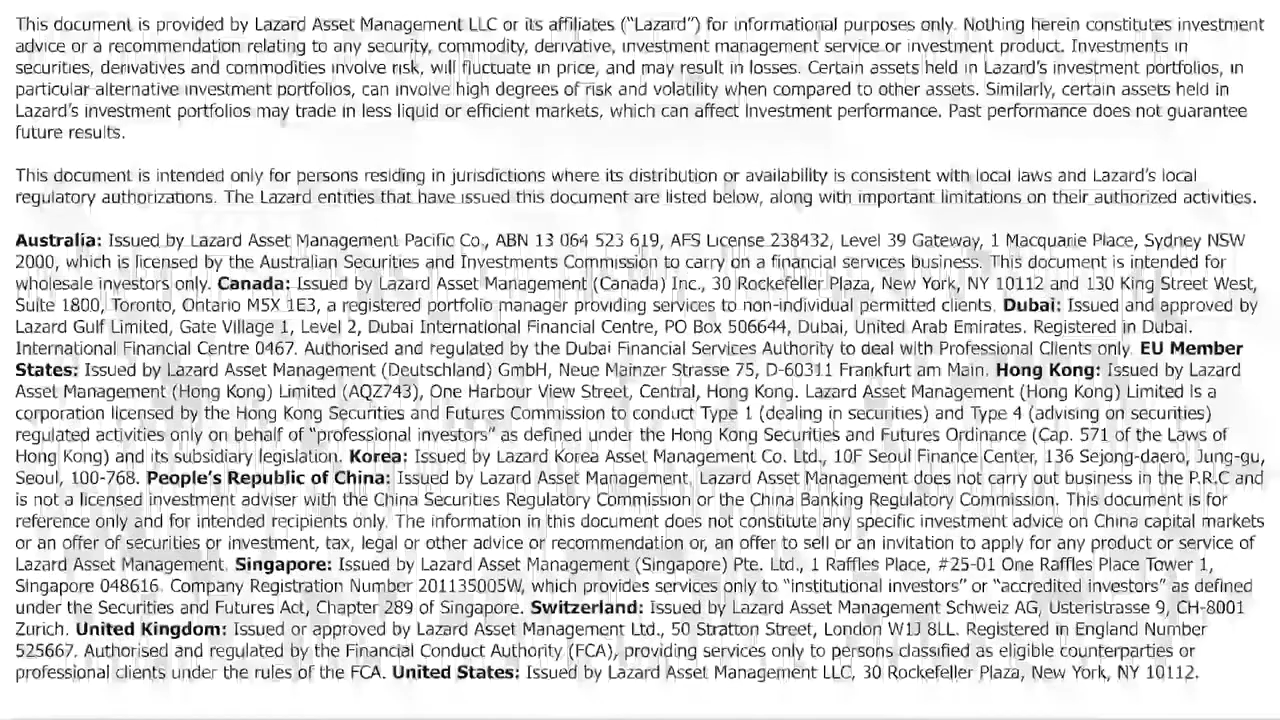 This document is provided by Lazard Asset Management LLC or its affiliates (“Lazard”) for informational purposes only. Nothing herein constitutes investment
advice or a recommendation relating to any security, commodity, derivative, investment management service or investment product. Investments in
securities, derivatives and commodities involve risk, will fluctuate in price, and may result in losses. Certain assets held in Lazard’s investment portfolios, in
particular alternative investment portfolios, can involve high degrees of risk and volatility when compared to other assets. Similarly, certain assets held in
Lazard’s investment portfolios may trade in less liquid or efficient markets, which can affect investment performance. Past performance does not guarantee
future results.
This document is intended only for persons residing in jurisdictions where its distribution or availability is consistent with local laws and Lazard’s local
regulatory authorizations. The Lazard entities that have issued this document are listed below, along with important limitations on their authorized activities.
Australia: Issued by Lazard Asset Management Pacific Co., ABN 13 064 523 619, AFS License 238432, Level 39 Gateway, 1 Macquarie Place, Sydney NSW
2000, which is licensed by the Australian Securities and Investments Commission to carry on a financial services business. This document is intended for
wholesale investors only. Canada: Issued by Lazard Asset Management (Canada) Inc., 30 Rockefeller Plaza, New York, NY 10112 and 130 King Street West,
Suite 1800, Toronto, Ontario M5X 1E3, a registered portfolio manager providing services to non-individual permitted clients. Dubai: Issued and approved by
Lazard Gulf Limited, Gate Village 1, Level 2, Dubai International Financial Centre, PO Box 506644, Dubai, United Arab Emirates. Registered in Dubai.
International Financial Centre 0467. Authorised and regulated by the Dubai Financial Services Authority to deal with Professional Clients only. EU Member
States: Issued by Lazard Asset Management (Deutschland) GmbH, Neue Mainzer Strasse 75, D-60311 Frankfurt am Main. Hong Kong: Issued by Lazard
Asset Management (Hong Kong) Limited (AQZ743), One Harbour View Street, Central, Hong Kong. Lazard Asset Management (Hong Kong) Limited is a
corporation licensed by the Hong Kong Securities and Futures Commission to conduct Type 1 (dealing in securities) and Type 4 (advising on securities)
regulated activities only on behalf of “professional investors” as defined under the Hong Kong Securities and Futures Ordinance (Cap. 571 of the Laws of
Hong Kong) and its subsidiary legislation. Korea: Issued by Lazard Korea Asset Management Co. Ltd., 10F Seoul Finance Center, 136 Sejong-daero, Jung-gu,
Seoul, 100-768. People’s Republic of China: Issued by Lazard Asset Management. Lazard Asset Management does not carry out business in the P.R.C and
is not a licensed investment adviser with the China Securities Regulatory Commission or the China Banking Regulatory Commission. This document is for
reference only and for intended recipients only. The information in this document does not constitute any specific investment advice on China capital markets
or an offer of securities or investment, tax, legal or other advice or recommendation or, an offer to sell or an invitation to apply for any product or service of
Lazard Asset Management. Singapore: Issued by Lazard Asset Management (Singapore) Pte. Ltd., 1 Raffles Place, #25-01 One Raffles Place Tower 1,
Singapore 048616. Company Registration Number 201135005W, which provides services only to “institutional investors” or “accredited investors” as defined
under the Securities and Futures Act, Chapter 289 of Singapore. Switzerland: Issued by Lazard Asset Management Schweiz AG, Usteristrasse 9, CH-8001
Zurich. United Kingdom: Issued or approved by Lazard Asset Management Ltd., 50 Stratton Street, London W1J 8LL. Registered in England Number
525667. Authorised and regulated by the Financial Conduct Authority (FCA), providing services only to persons classified as eligible counterparties or
professional clients under the rules of the FCA. United States: Issued by Lazard Asset Management LLC, 30 Rockefeller Plaza, New York, NY 10112.